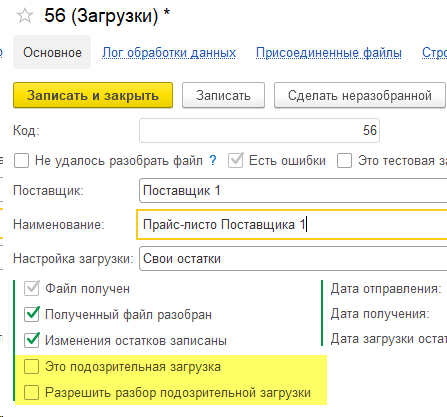 56 (Загрузки) *
Основное Лог обработки данных Присоединенные файлы Стро
Записать и закрыть Записать Сделать неразобранной
Код: 56
Не удалось разобрать файл ? Есть ошибки Это тестовая за
Поставщик: Поставщик 1
Наименование: Прайс-листо Поставщика 1
Настройка загрузки: Свои остатки
Файл получен Дата отправления:
Полученный файл разобран Дата получения:
Изменения остатков записаны Дата загрузки остат
Это подозрительная загрузка
Разрешить разбор подозрительной загрузки